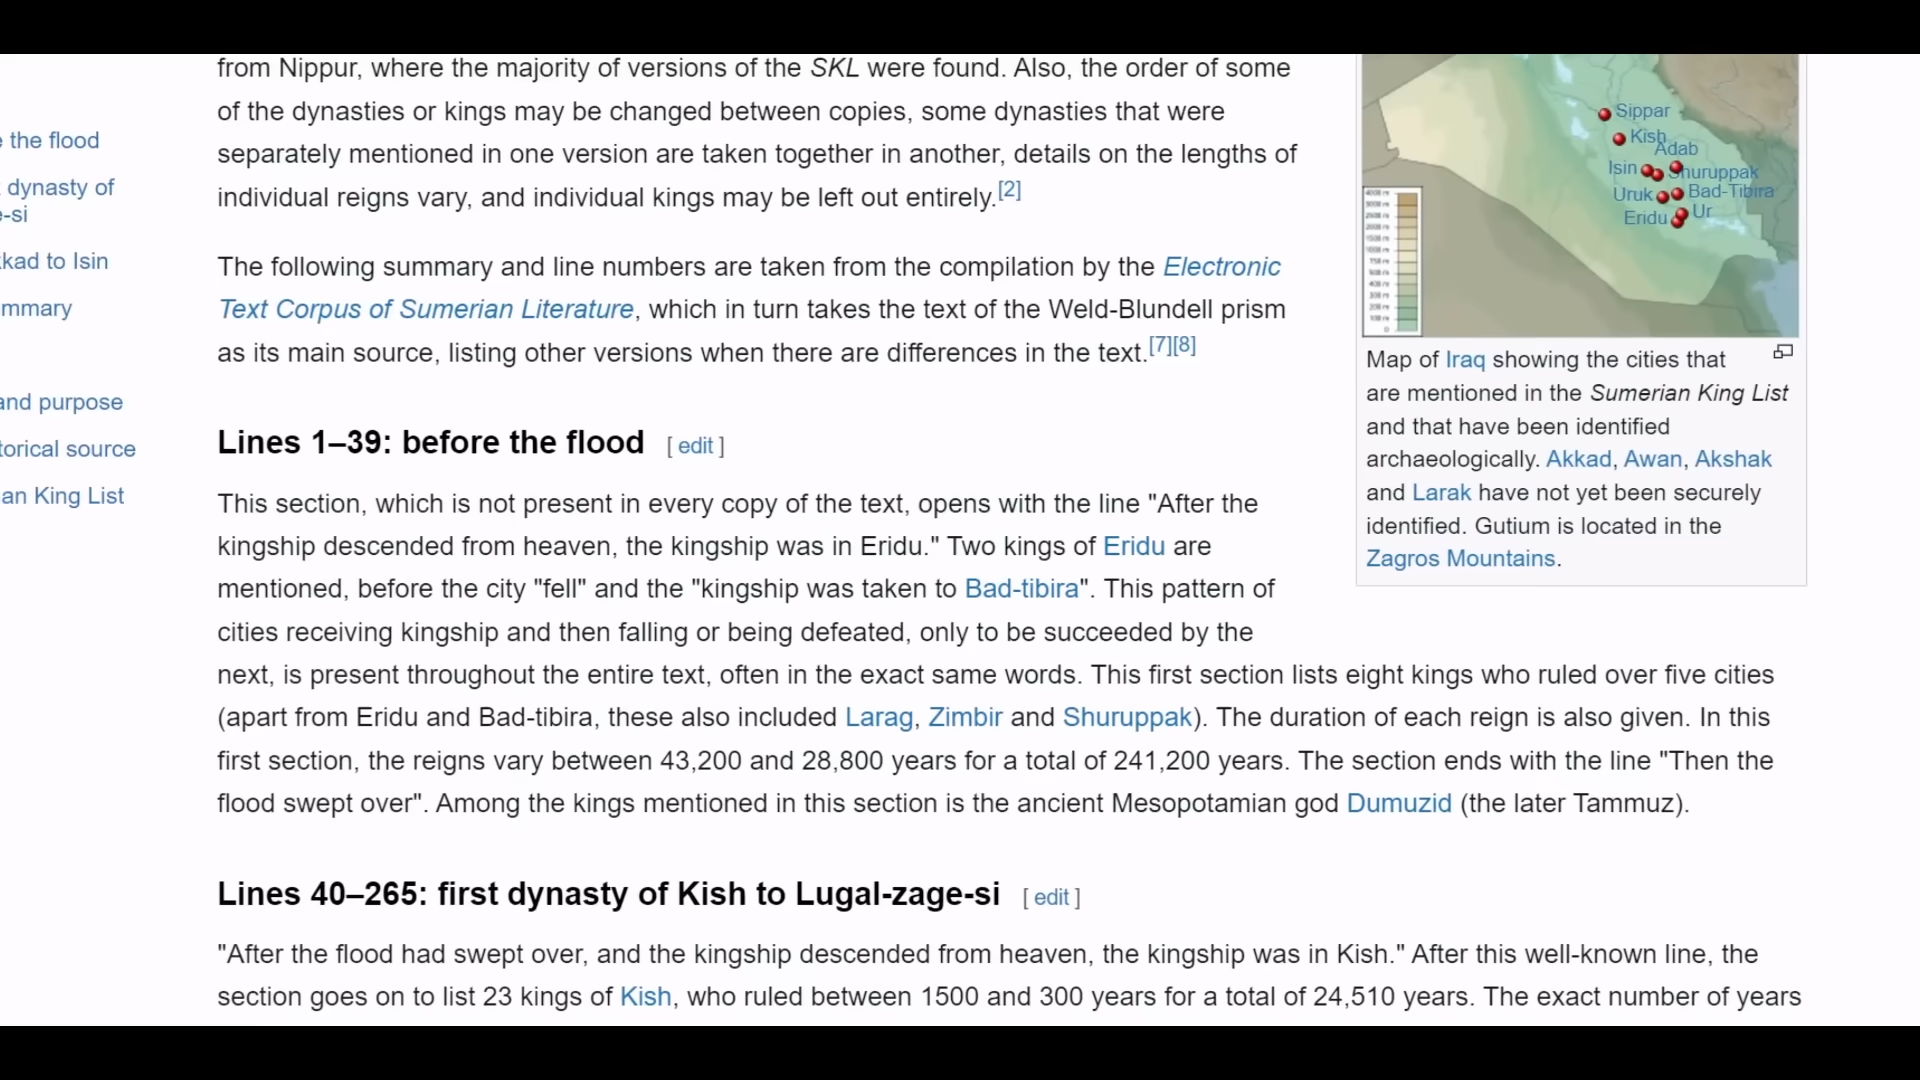 from Nippur, where the majority of versions of the SKL were found. Also, the order of some
of the dynasties or kings may be changed between copies, some dynasties that were
separately mentioned in one version are taken together in another, details on the lengths of
individual reigns vary, and individual kings may be left out entirely.[2]
The following summary and line numbers are taken from the compilation by the Electronic
Text Corpus of Sumerian Literature, which in turn takes the text of the Weld-Blundell prism
as its main source, listing other versions when there are differences in the text.[7][8]
Lines 1–39: before the flood [ edit ]
This section, which is not present in every copy of the text, opens with the line "After the
kingship descended from heaven, the kingship was in Eridu." Two kings of Eridu are
mentioned, before the city "fell" and the "kingship was taken to Bad-tibira". This pattern of
cities receiving kingship and then falling or being defeated, only to be succeeded by the
next, is present throughout the entire text, often in the exact same words. This first section lists eight kings who ruled over five cities
(apart from Eridu and Bad-tibira, these also included Larag, Zimbir and Shuruppak). The duration of each reign is also given. In this
first section, the reigns vary between 43,200 and 28,800 years for a total of 241,200 years. The section ends with the line "Then the
flood swept over". Among the kings mentioned in this section is the ancient Mesopotamian god Dumuzid (the later Tammuz).
Lines 40–265: first dynasty of Kish to Lugal-zage-si [ edit ]
"After the flood had swept over, and the kingship descended from heaven, the kingship was in Kish." After this well-known line, the
section goes on to list 23 kings of Kish, who ruled between 1500 and 300 years for a total of 24,510 years. The exact number of years
the flood
dynasty of
e-si
kad to Isin
mmary
and purpose
torical source
an King List
Sippar
Kish
Adab
Isin
Shuruppak
Uruk
Bad-Tibira
Ur
Eridu
Map of Iraq showing the cities that
are mentioned in the Sumerian King List
and that have been identified
archaeologically. Akkad, Awan, Akshak
and Larak have not yet been securely
identified. Gutium is located in the
Zagros Mountains.